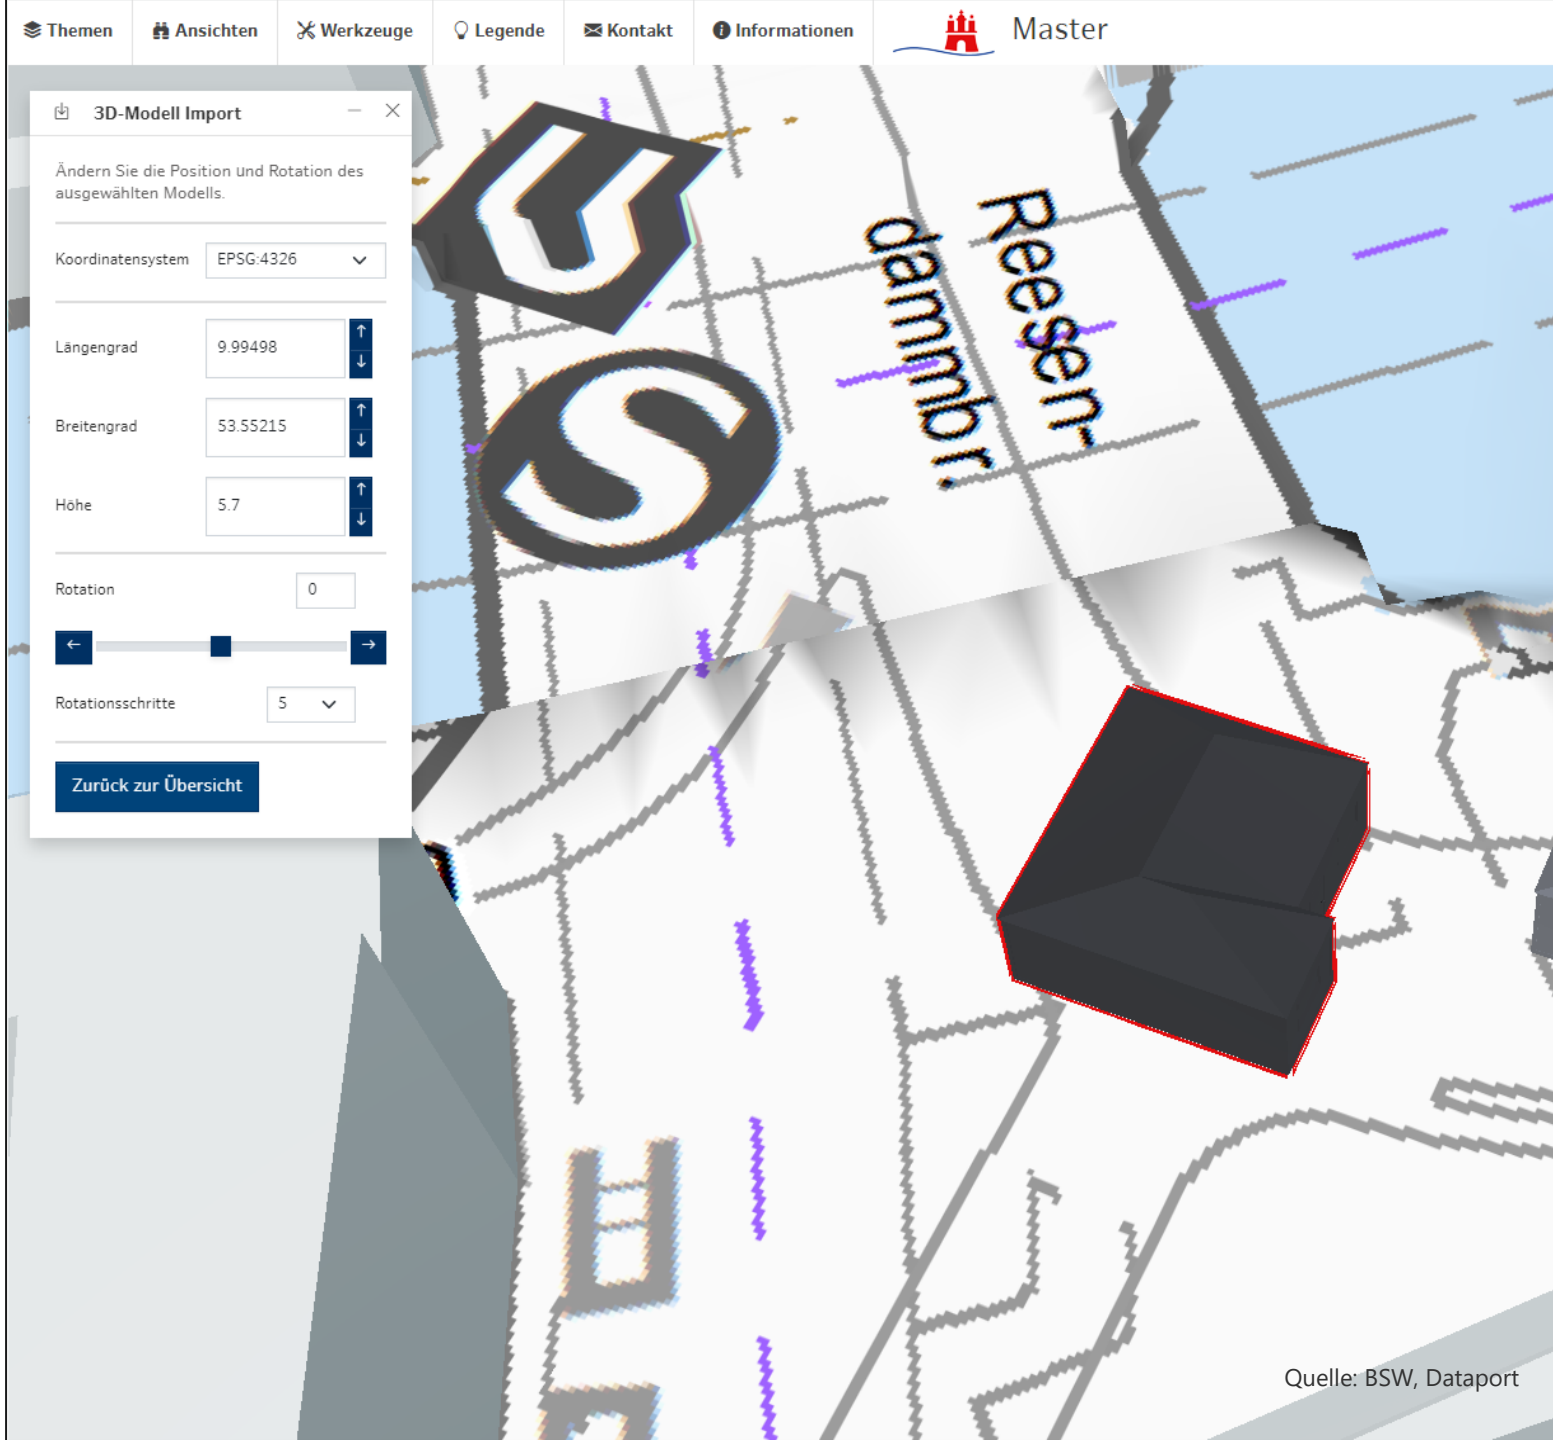 Themen
Ansichten
Werkzeuge
Legende
Kontakt
Informationen
Master
3D-Modell Import
Ändern Sie die Position und Rotation des
ausgewählten Modells.
Koordinatensystem
EPSG:4326
Längengrad
9.99498
Breitengrad
53.55215
Höhe
5.7
Rotation
0
Rotationsschritte
5
Zurück zur Übersicht
U
S
Reesen-
dammbr.
Quelle: BSW, Dataport